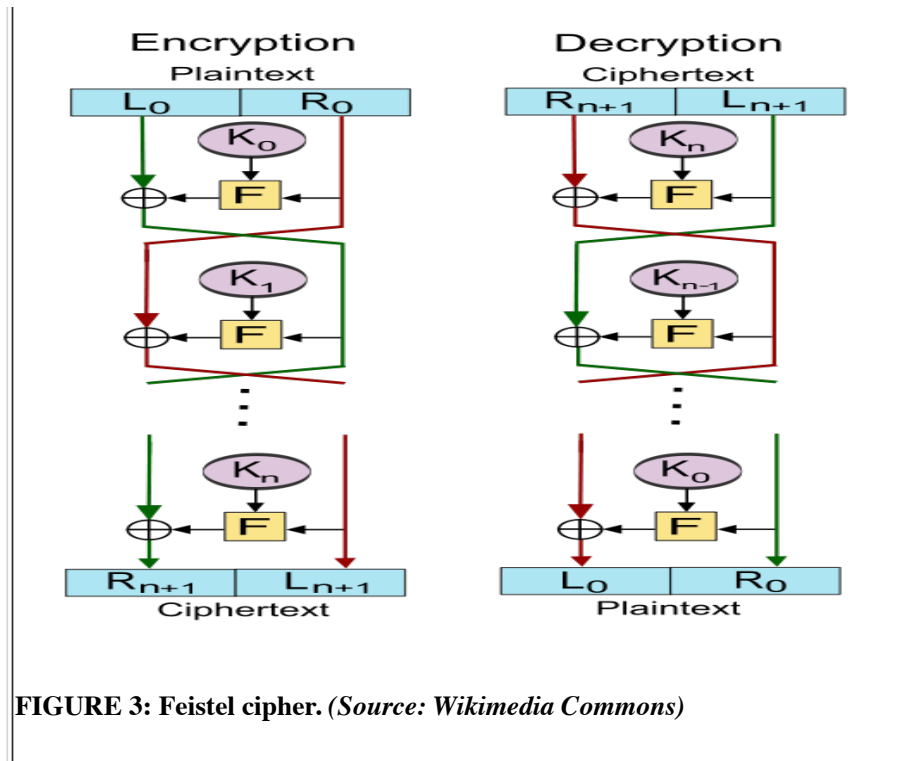 Encryption
Plaintext
L₀ R₀
K₀
F
K₁
F
⋮
Kₙ
F
Rₙ₊₁ Lₙ₊₁
Ciphertext
Decryption
Ciphertext
Rₙ₊₁ Lₙ₊₁
Kₙ
F
Kₙ₋₁
F
⋮
K₀
F
L₀ R₀
Plaintext
FIGURE 3: Feistel cipher. (Source: Wikimedia Commons)